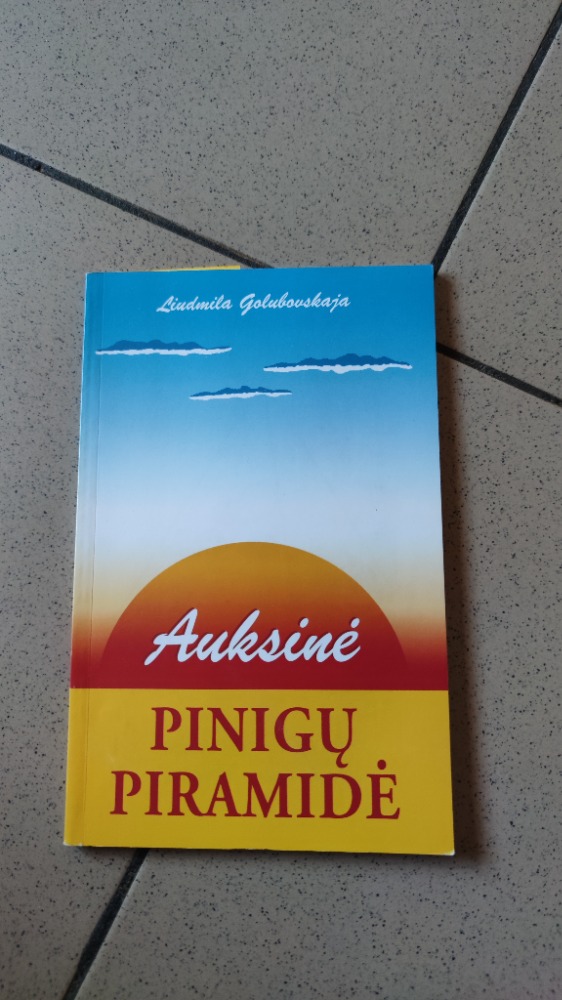 Liudmila Golubovskaja
Auksinė
PINIGŲ
PIRAMIDĖ